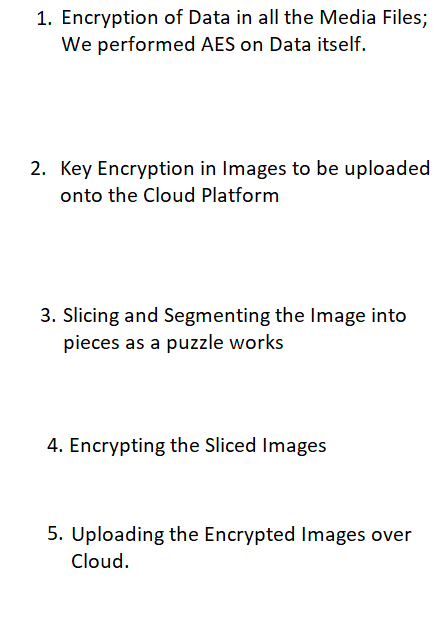 1. Encryption of Data in all the Media Files;
We performed AES on Data itself.
2. Key Encryption in Images to be uploaded
onto the Cloud Platform
3. Slicing and Segmenting the Image into
pieces as a puzzle works
4. Encrypting the Sliced Images
5. Uploading the Encrypted Images over
Cloud.